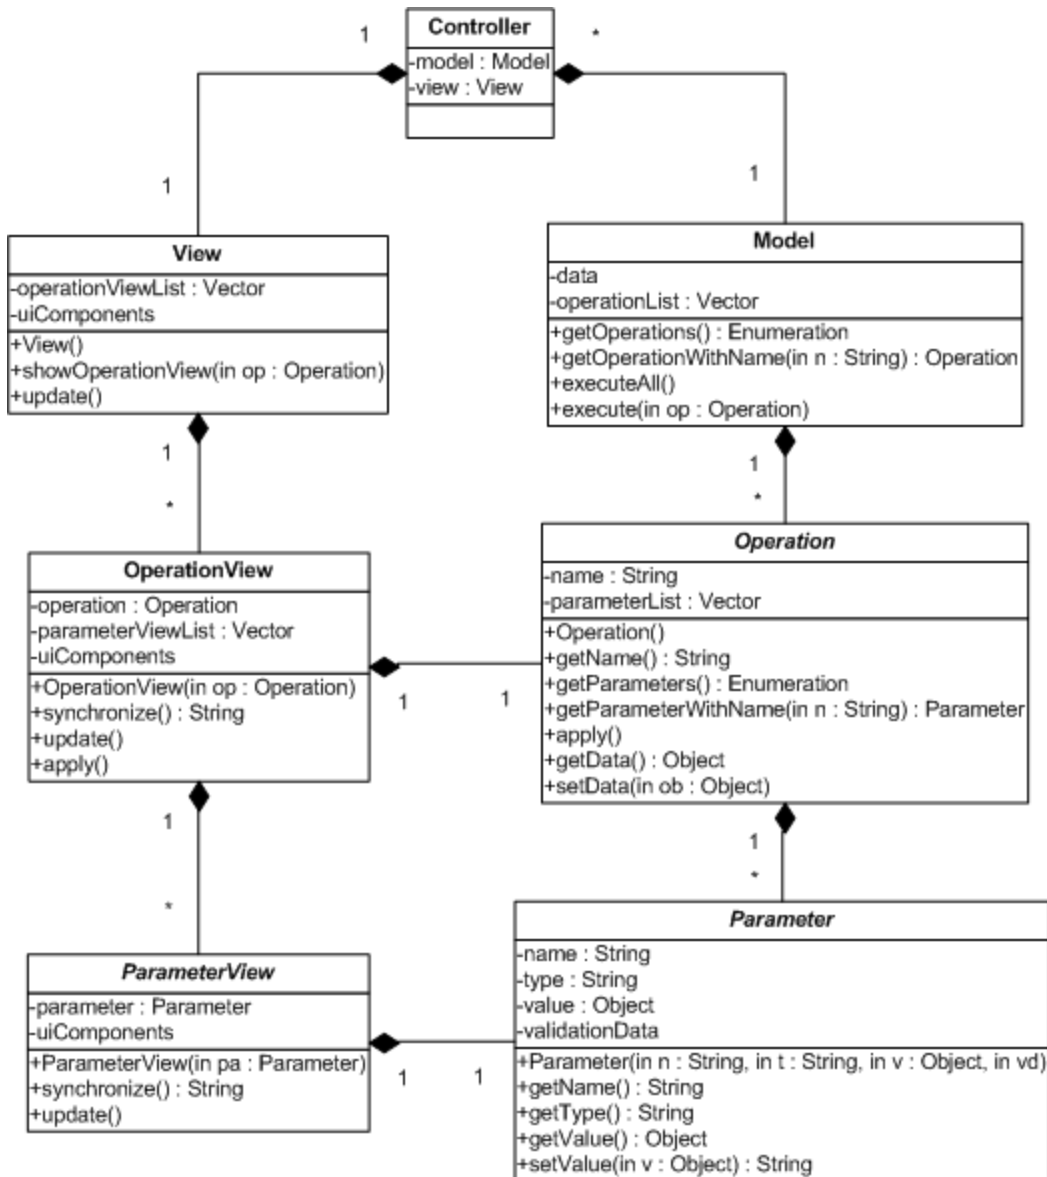 1
Controller
*
-model : Model
-view : View
1
1
View
-operationViewList : Vector
-uiComponents
+View()
+showOperationView(in op : Operation)
+update()
Model
-data
-operationList : Vector
+getOperations() : Enumeration
+getOperationWithName(in n : String) : Operation
+executeAll()
+execute(in op : Operation)
1
*
1
*
OperationView
-operation : Operation
-parameterViewList : Vector
-uiComponents
+OperationView(in op : Operation)
+synchronize() : String
+update()
+apply()
1
1
Operation
-name : String
-parameterList : Vector
+Operation()
+getName() : String
+getParameters() : Enumeration
+getParameterWithName(in n : String) : Parameter
+apply()
+getData() : Object
+setData(in ob : Object)
1
*
1
*
ParameterView
-parameter : Parameter
-uiComponents
+ParameterView(in pa : Parameter)
+synchronize() : String
+update()
1
1
Parameter
-name : String
-type : String
-value : Object
-validationData
+Parameter(in n : String, in t : String, in v : Object, in vd)
+getName() : String
+getType() : String
+getValue() : Object
+setValue(in v : Object) : String